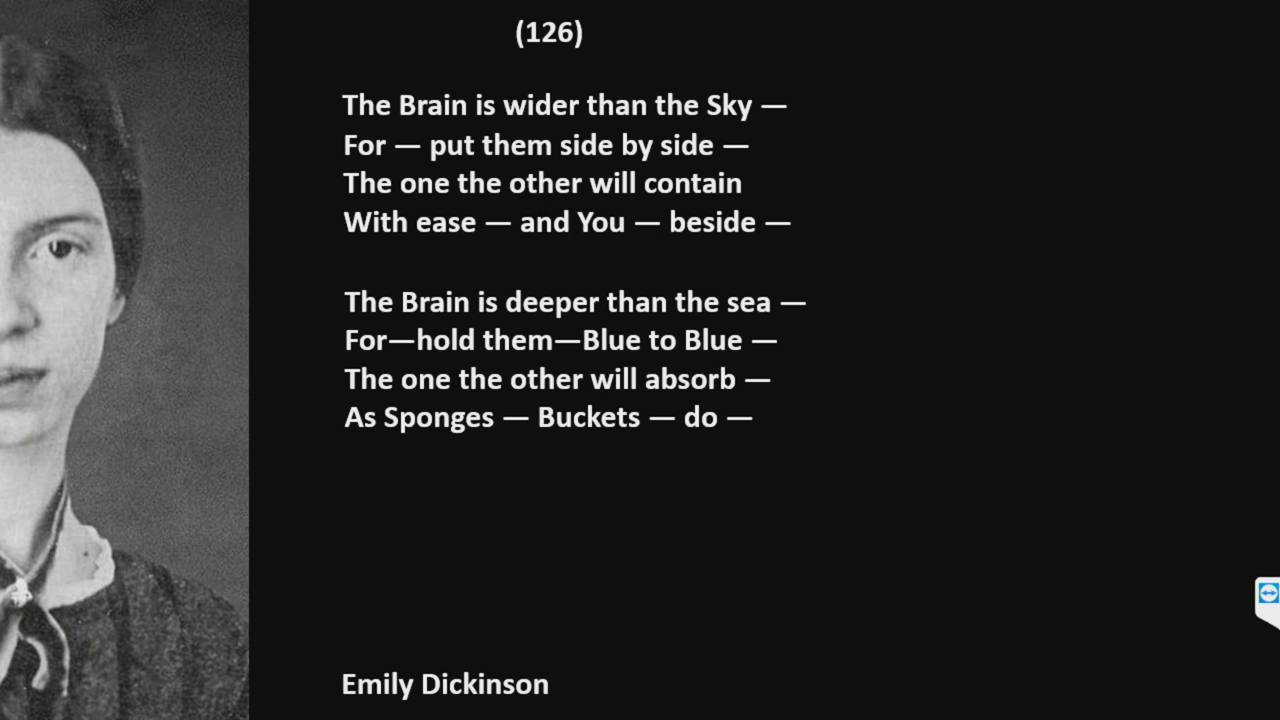 (126)
The Brain is wider than the Sky —
For — put them side by side —
The one the other will contain
With ease — and You — beside —
The Brain is deeper than the sea —
For—hold them—Blue to Blue —
The one the other will absorb —
As Sponges — Buckets — do —
Emily Dickinson